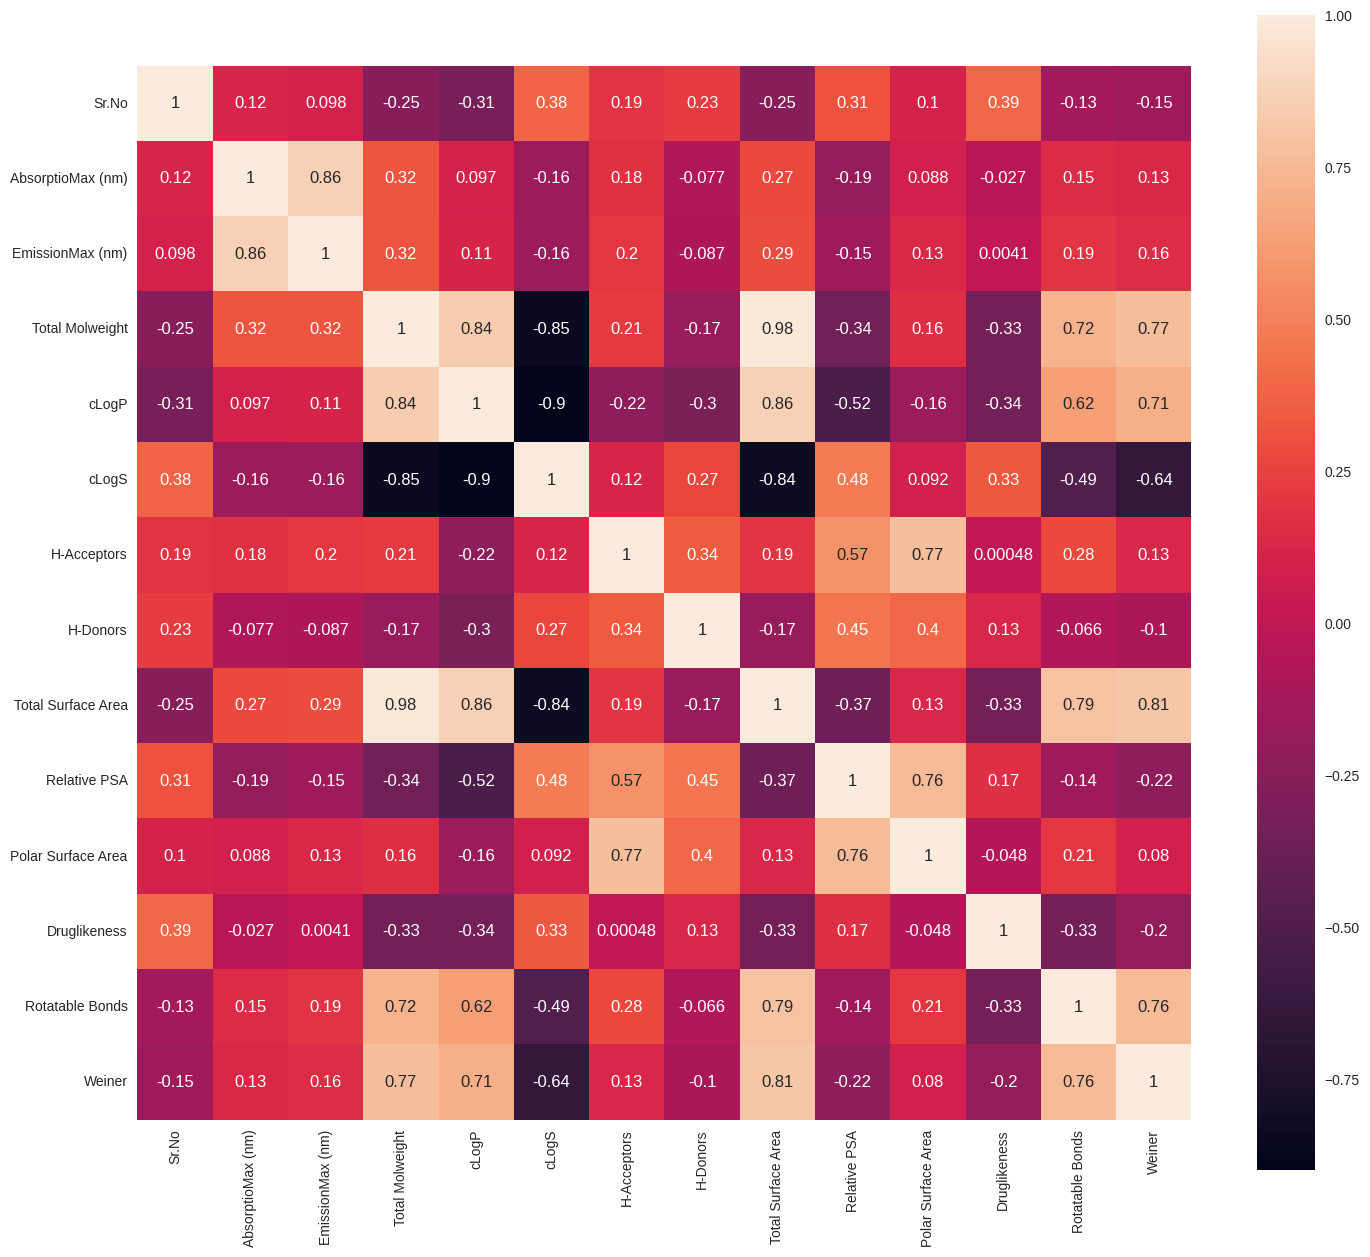 1.00
Sr.No 1 0.12 0.098 -0.25 -0.31 0.38 0.19 0.23 -0.25 0.31 0.1 0.39 -0.13 -0.15
AbsorptioMax (nm) 0.12 1 0.86 0.32 0.097 -0.16 0.18 -0.077 0.27 -0.19 0.088 -0.027 0.15 0.13
0.75
EmissionMax (nm) 0.098 0.86 1 0.32 0.11 -0.16 0.2 -0.087 0.29 -0.15 0.13 0.0041 0.19 0.16
0.50
Total Molweight -0.25 0.32 0.32 1 0.84 -0.85 0.21 -0.17 0.98 -0.34 0.16 -0.33 0.72 0.77
cLogP -0.31 0.097 0.11 0.84 1 -0.9 -0.22 -0.3 0.86 -0.52 -0.16 -0.34 0.62 0.71
0.25
cLogS 0.38 -0.16 -0.16 -0.85 -0.9 1 0.12 0.27 -0.84 0.48 0.092 0.33 -0.49 -0.64
H-Acceptors 0.19 0.18 0.2 0.21 -0.22 0.12 1 0.34 0.19 0.57 0.77 0.00048 0.28 0.13
0.00
H-Donors 0.23 -0.077 -0.087 -0.17 -0.3 0.27 0.34 1 -0.17 0.45 0.4 0.13 -0.066 -0.1
Total Surface Area -0.25 0.27 0.29 0.98 0.86 -0.84 0.19 -0.17 1 -0.37 0.13 -0.33 0.79 0.81
−0.25
Relative PSA 0.31 -0.19 -0.15 -0.34 -0.52 0.48 0.57 0.45 -0.37 1 0.76 0.17 -0.14 -0.22
Polar Surface Area 0.1 0.088 0.13 0.16 -0.16 0.092 0.77 0.4 0.13 0.76 1 -0.048 0.21 0.08
−0.50
Druglikeness 0.39 -0.027 0.0041 -0.33 -0.34 0.33 0.00048 0.13 -0.33 0.17 -0.048 1 -0.33 -0.2
Rotatable Bonds -0.13 0.15 0.19 0.72 0.62 -0.49 0.28 -0.066 0.79 -0.14 0.21 -0.33 1 0.76
−0.75
Weiner -0.15 0.13 0.16 0.77 0.71 -0.64 0.13 -0.1 0.81 -0.22 0.08 -0.2 0.76 1
Sr.No
AbsorptioMax (nm)
EmissionMax (nm)
Total Molweight
cLogP
cLogS
H-Acceptors
H-Donors
Total Surface Area
Relative PSA
Polar Surface Area
Druglikeness
Rotatable Bonds
Weiner